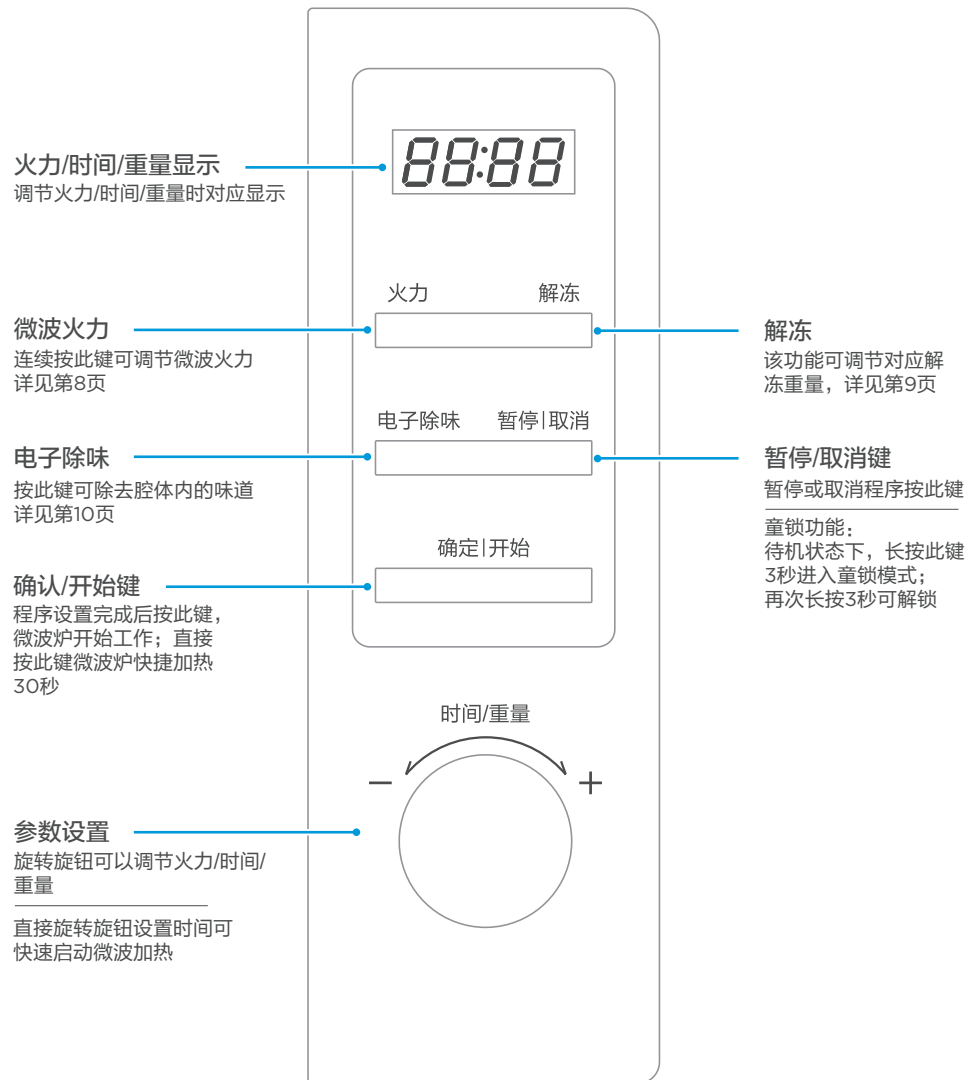 88:88
火力/时间/重量显示
调节火力/时间/重量时对应显示
火力
解冻
微波火力
连续按此键可调节微波火力
详见第8页
解冻
该功能可调节对应解
冻重量，详见第9页
电子除味
暂停|取消
电子除味
按此键可除去腔体内的味道
详见第10页
暂停/取消键
暂停或取消程序按此键
童锁功能：
待机状态下，长按此键
3秒进入童锁模式；
再次长按3秒可解锁
确定|开始
确认/开始键
程序设置完成后按此键，
微波炉开始工作；直接
按此键微波炉快捷加热
30秒
时间/重量
− +
参数设置
旋转旋钮可以调节火力/时间/
重量
直接旋转旋钮设置时间可
快速启动微波加热